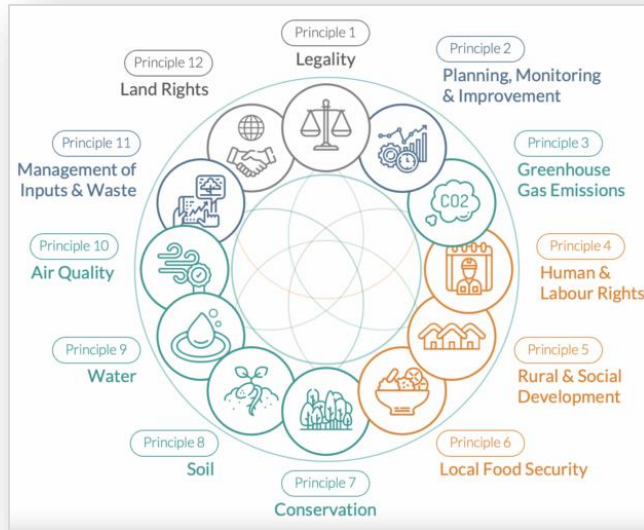 Principle 1
Legality
Principle 2
Planning, Monitoring
& Improvement
Principle 3
Greenhouse
Gas Emissions
CO2
Principle 4
Human &
Labour Rights
Principle 5
Rural & Social
Development
Principle 6
Local Food Security
Principle 7
Conservation
Principle 8
Soil
Principle 9
Water
Principle 10
Air Quality
Principle 11
Management of
Inputs & Waste
Principle 12
Land Rights